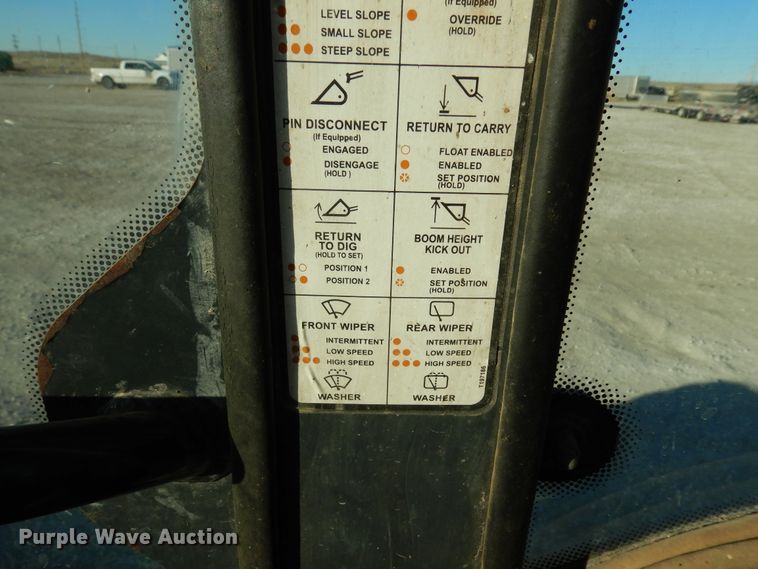 (If Equipped)
LEVEL SLOPE
SMALL SLOPE
STEEP SLOPE
OVERRIDE
(HOLD)
PIN DISCONNECT
(If Equipped)
ENGAGED
DISENGAGE
(HOLD)
RETURN TO CARRY
FLOAT ENABLED
ENABLED
SET POSITION
(HOLD)
RETURN
TO DIG
(HOLD TO SET)
POSITION 1
POSITION 2
BOOM HEIGHT
KICK OUT
ENABLED
SET POSITION
(HOLD)
FRONT WIPER
INTERMITTENT
LOW SPEED
HIGH SPEED
WASHER
REAR WIPER
INTERMITTENT
LOW SPEED
HIGH SPEED
WASHER
T197186
Purple Wave Auction